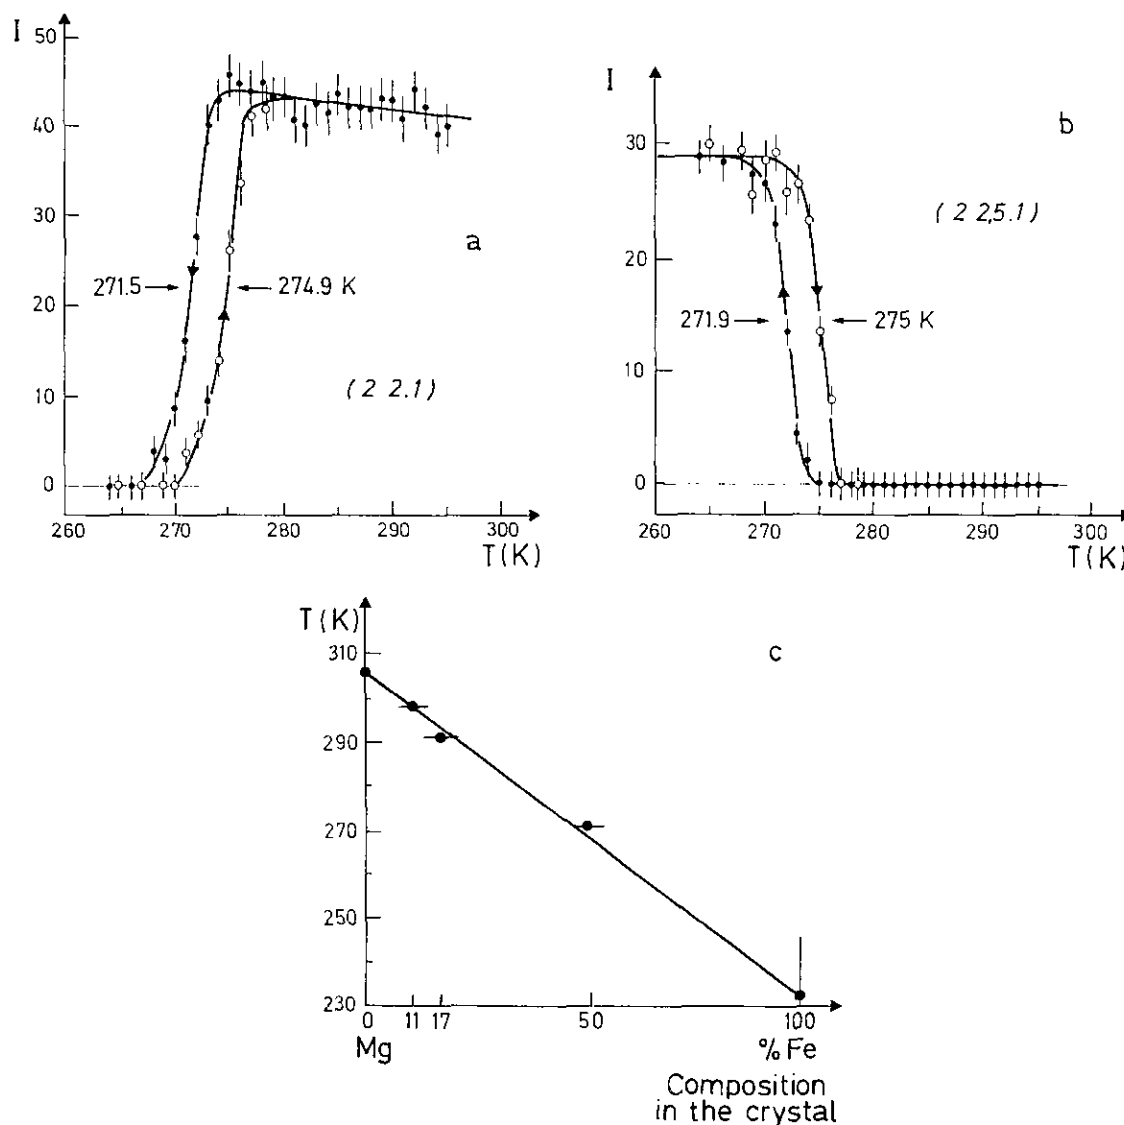 I
50
40
30
20
10
0
a
271.5
274.9 K
(2 2.1)
260 270 280 290 300
T(K)
I
30
20
10
0
b
(2 2,5.1)
271.9
275 K
260 270 280 290 300
T(K)
T(K)
310
290
270
250
230
c
0 11 17 50 100
Mg % Fe
Composition
in the crystal